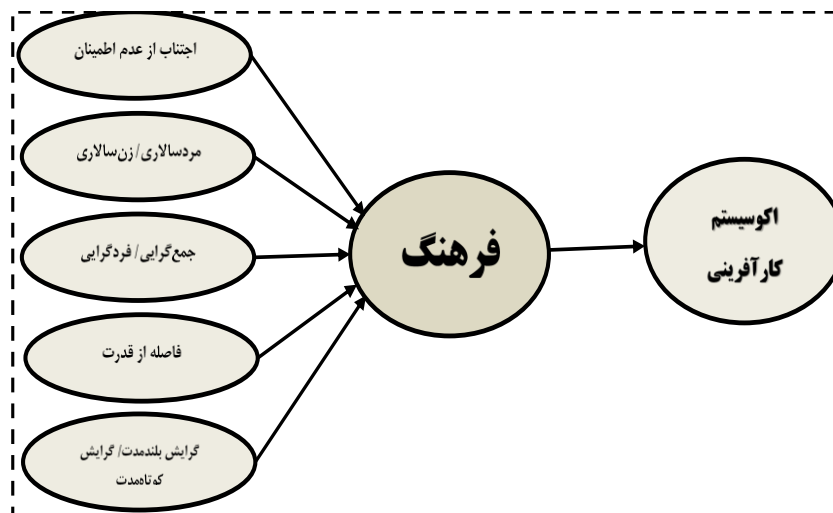 اجتناب از عدم اطمینان
مردسالاری/ زن‌سالاری
جمع‌گرایی/ فردگرایی
فاصله از قدرت
گرایش بلندمدت/ گرایش
کوتاه‌مدت
فرهنگ
اکوسیستم
کارآفرینی